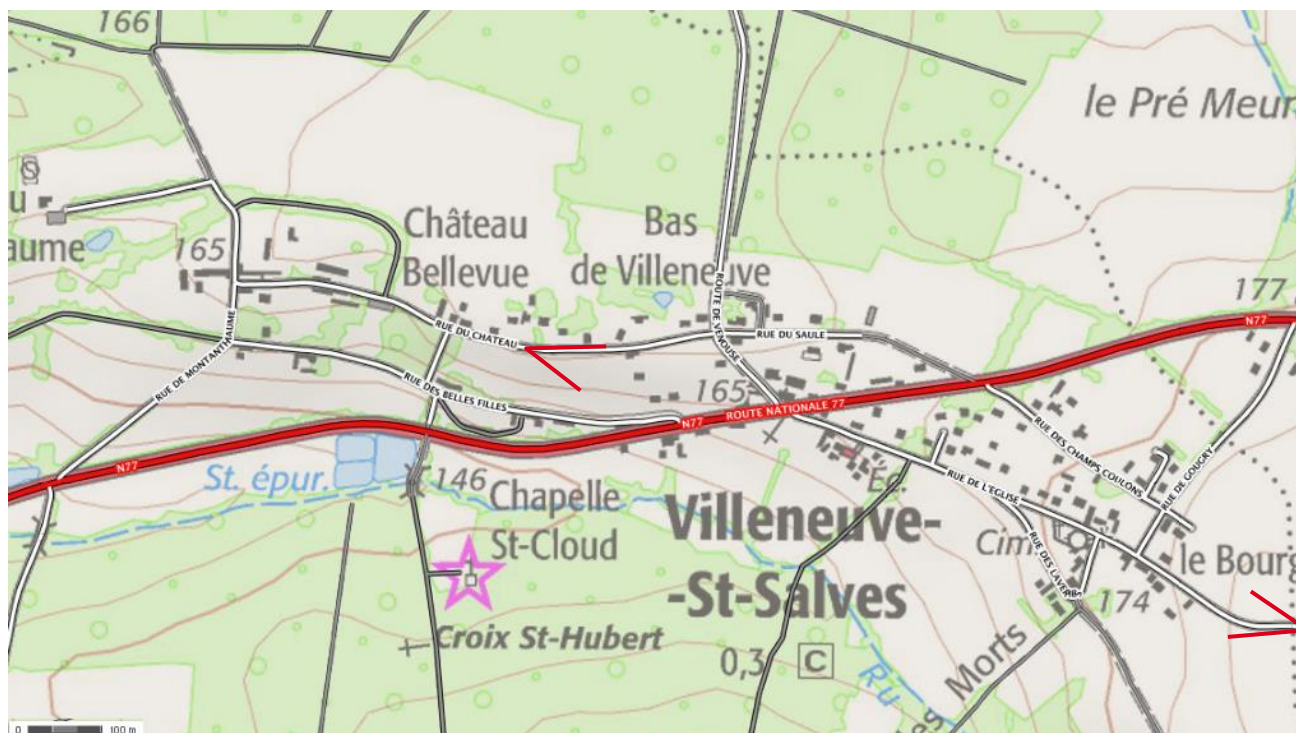 166
le Pré Meur
S
u
aume
165
Château
Bellevue
Bas
de Villeneuve
177
N77
ROUTE DE VENOUSE
RUE DU CHATEAU
RUE DU SAULE
RUE DE MONTANTHAUME
RUE DES BELLES FILLES
165
N77
ROUTE NATIONALE 77
RUE DES CHAMPS COULONS
RUE DE GOUGRY
N77
St. épur.
146
Chapelle
St-Cloud
Éc.
RUE DE L'EGLISE
Villeneuve-
-St-Salves
Cim.
le Bourg
174
Croix St-Hubert
0,3
C
Ru
Morts
es
0
100 m